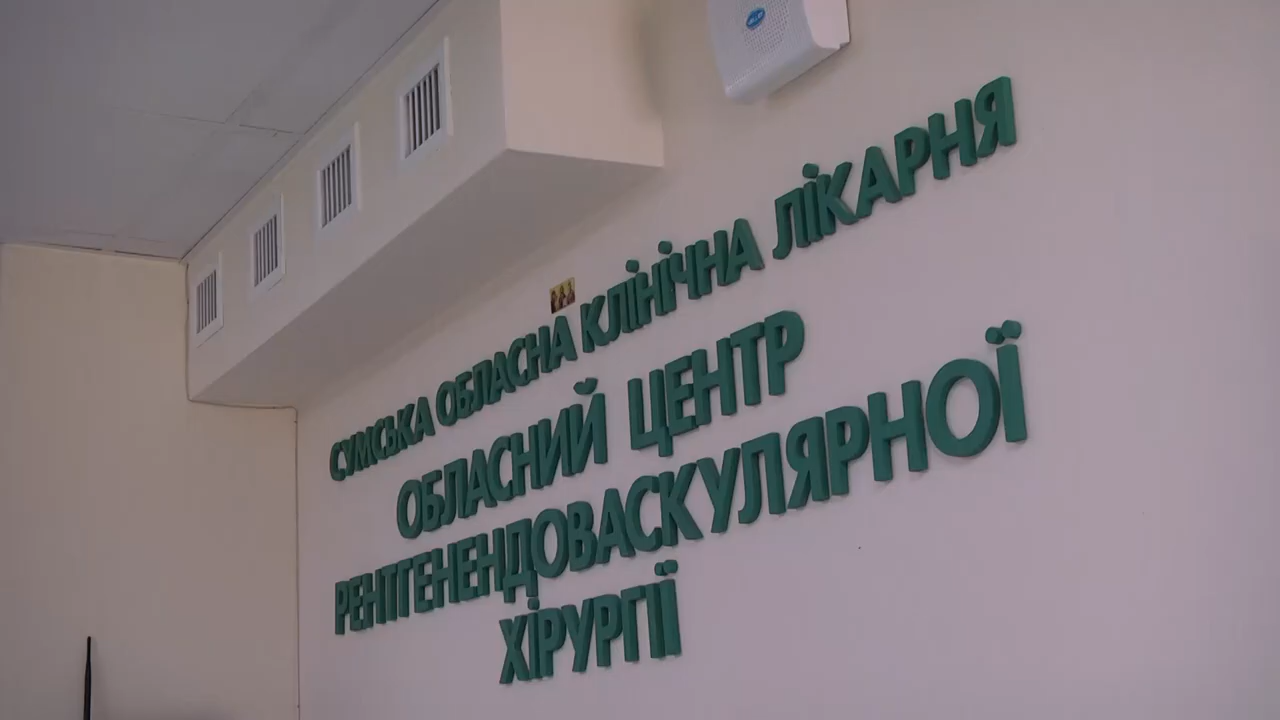 СУМСЬКА ОБЛАСНА КЛІНІЧНА ЛІКАРНЯ
ОБЛАСНИЙ ЦЕНТР
РЕНТГЕНЕНДОВАСКУЛЯРНОЇ
ХІРУРГІЇ